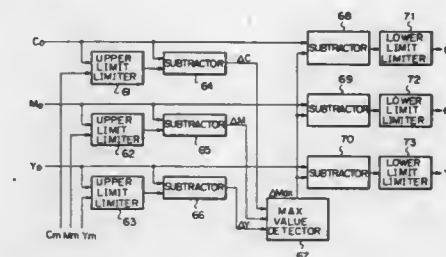 68
71
Co
SUBTRACTOR
LOWER LIMIT LIMITER
UPPER LIMIT LIMITER
SUBTRACTOR
ΔC
61
64
69
72
Mo
SUBTRACTOR
LOWER LIMIT LIMITER
UPPER LIMIT LIMITER
SUBTRACTOR
ΔM
62
65
70
73
Yo
SUBTRACTOR
LOWER LIMIT LIMITER
UPPER LIMIT LIMITER
SUBTRACTOR
ΔMax
ΔY
MAX VALUE DETECTOR
63
66
67
Cm Mm Ym